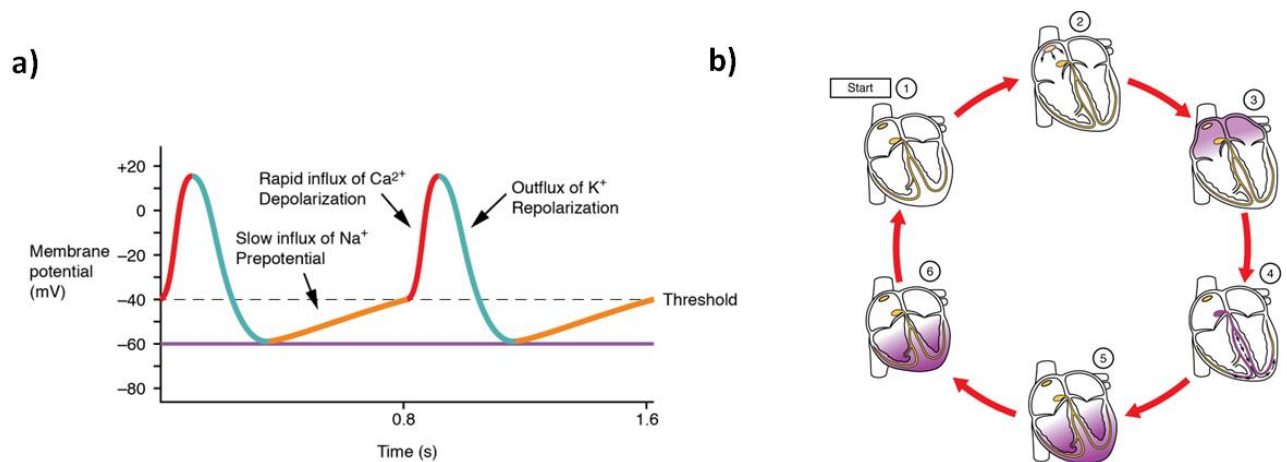 a)
+20
0
−20
−40
−60
−80
Membrane
potential
(mV)
Rapid influx of Ca²⁺
Depolarization
Slow influx of Na⁺
Prepotential
Outflux of K⁺
Repolarization
Threshold
0.8
1.6
Time (s)
b)
Start
1
2
3
4
5
6